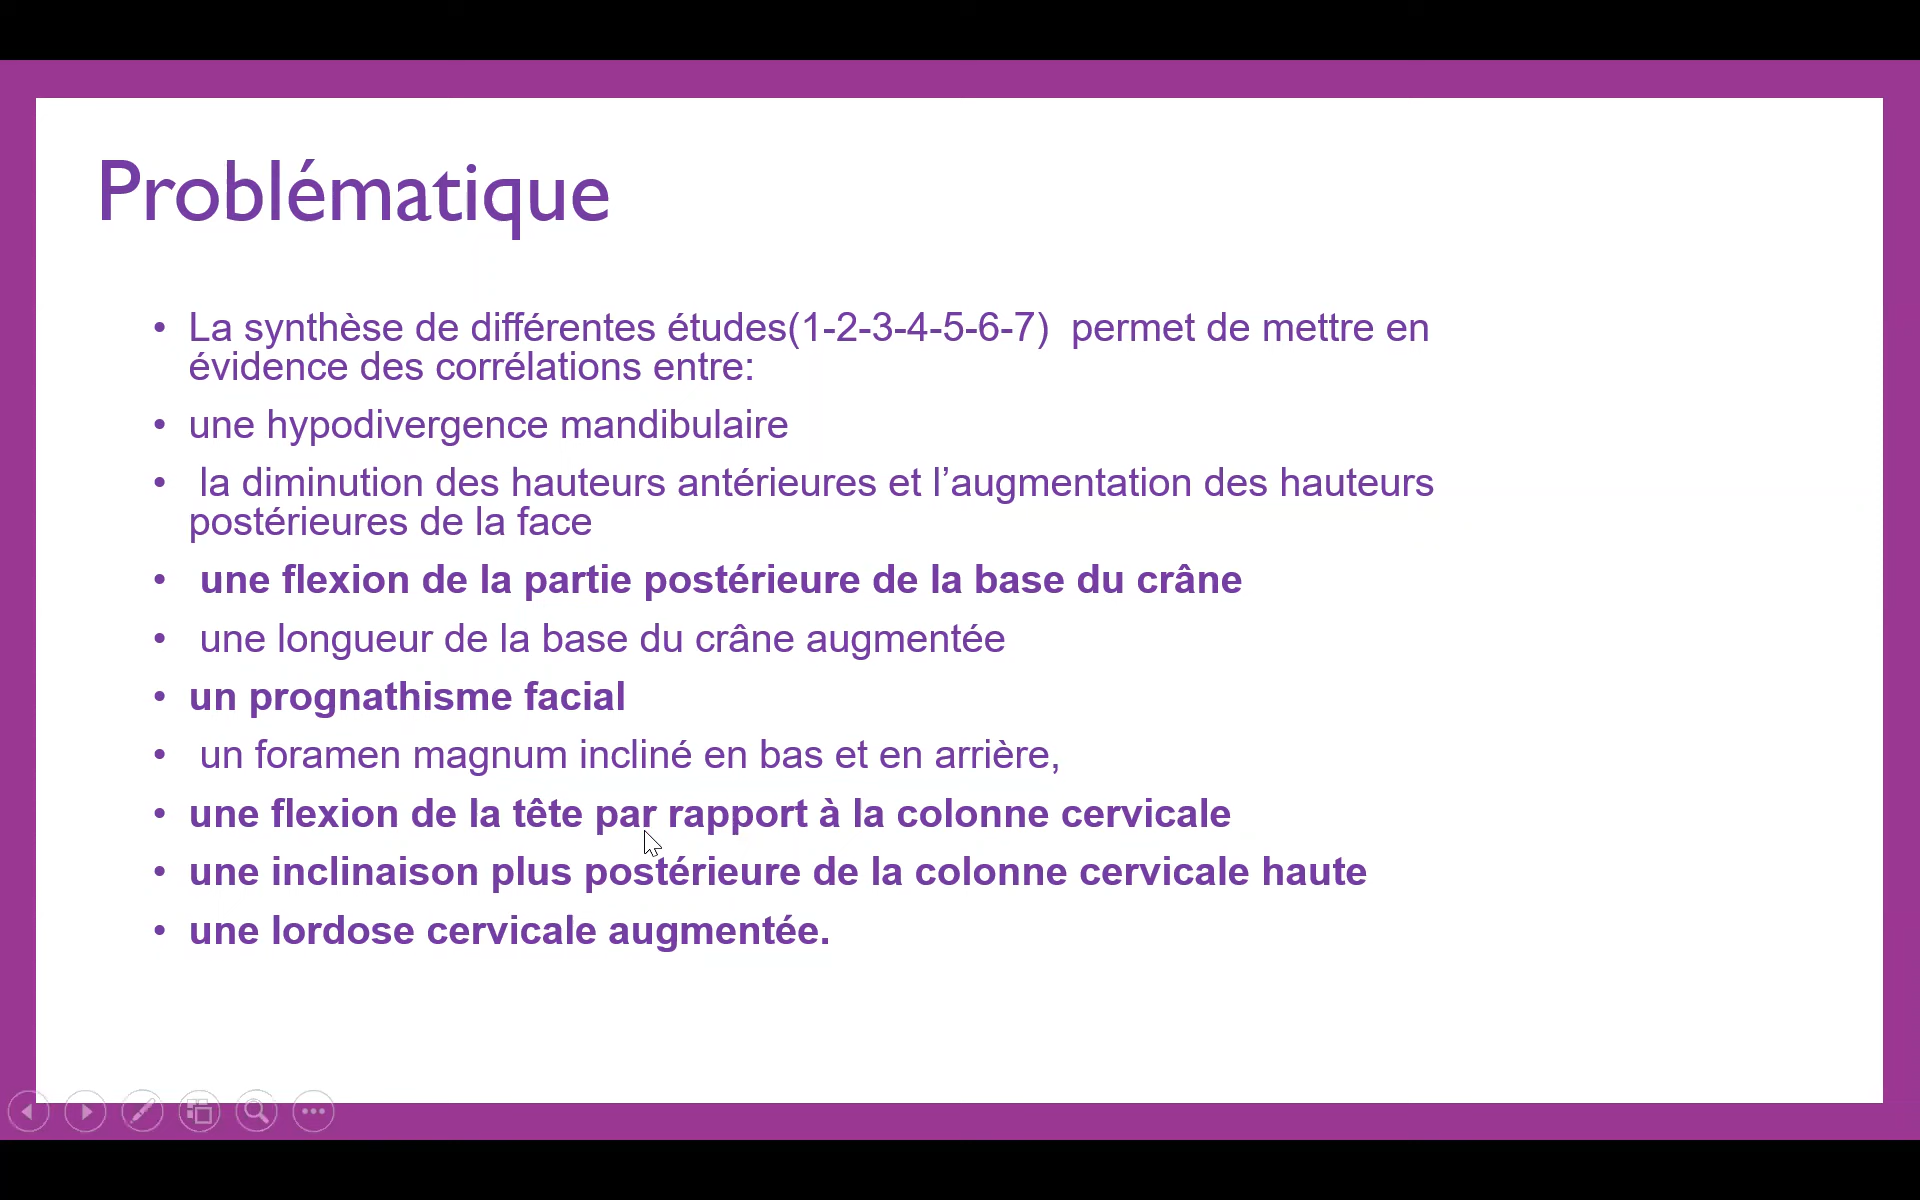 Problématique
• La synthèse de différentes études(1-2-3-4-5-6-7)  permet de mettre en
évidence des corrélations entre:
• une hypodivergence mandibulaire
•  la diminution des hauteurs antérieures et l’augmentation des hauteurs
postérieures de la face
•  une flexion de la partie postérieure de la base du crâne
•  une longueur de la base du crâne augmentée
• un prognathisme facial
•  un foramen magnum incliné en bas et en arrière,
• une flexion de la tête par rapport à la colonne cervicale
• une inclinaison plus postérieure de la colonne cervicale haute
• une lordose cervicale augmentée.